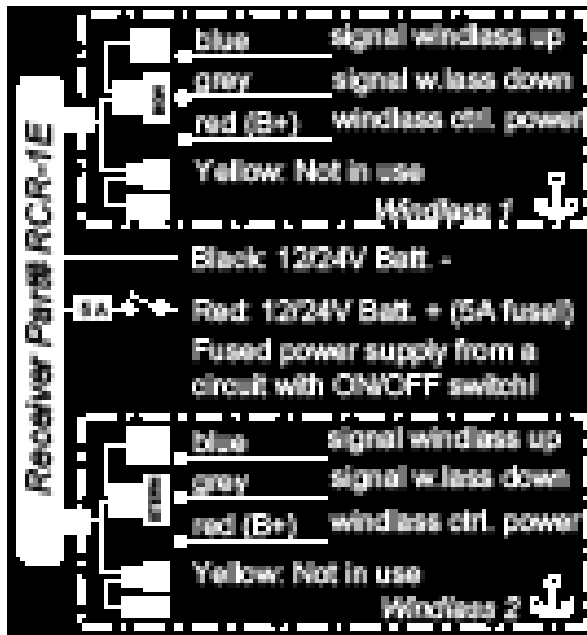 blue signal windlass up
grey signal w.lass down
BOW
red (B+) windlass ctrl. power
Yellow: Not in use
Windlass 1
Receiver Part# RCR-1E
Black: 12/24V Batt. -
5A
Red: 12/24V Batt. + (5A fuse!)
Fused power supply from a
circuit with ON/OFF switch!
blue signal windlass up
grey signal w.lass down
STERN
red (B+) windlass ctrl. power
Yellow: Not in use
Windlass 2